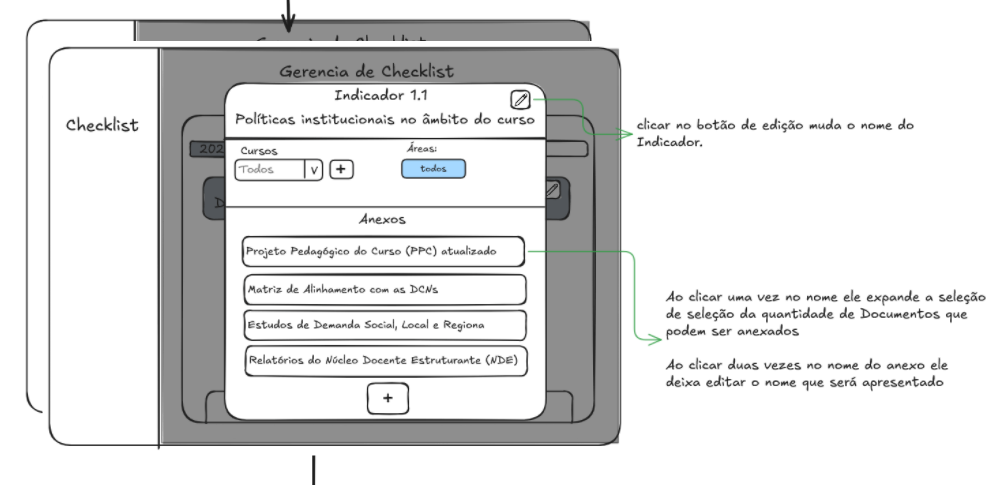 Gerencia de Checklist
Checklist
Indicador 1.1
Políticas institucionais no âmbito do curso
202
Cursos
Áreas:
Todos
v
+
todos
D
Anexos
Projeto Pedagógico do Curso (PPC) atualizado
Matriz de Alinhamento com as DCNs
Estudos de Demanda Social, Local e Regiona
Relatórios do Núcleo Docente Estruturante (NDE)
+
clicar no botão de edição muda o nome do
Indicador.
Ao clicar uma vez no nome ele expande a seleção
de seleção da quantidade de Documentos que
podem ser anexados
Ao clicar duas vezes no nome do anexo ele
deixa editar o nome que será apresentado